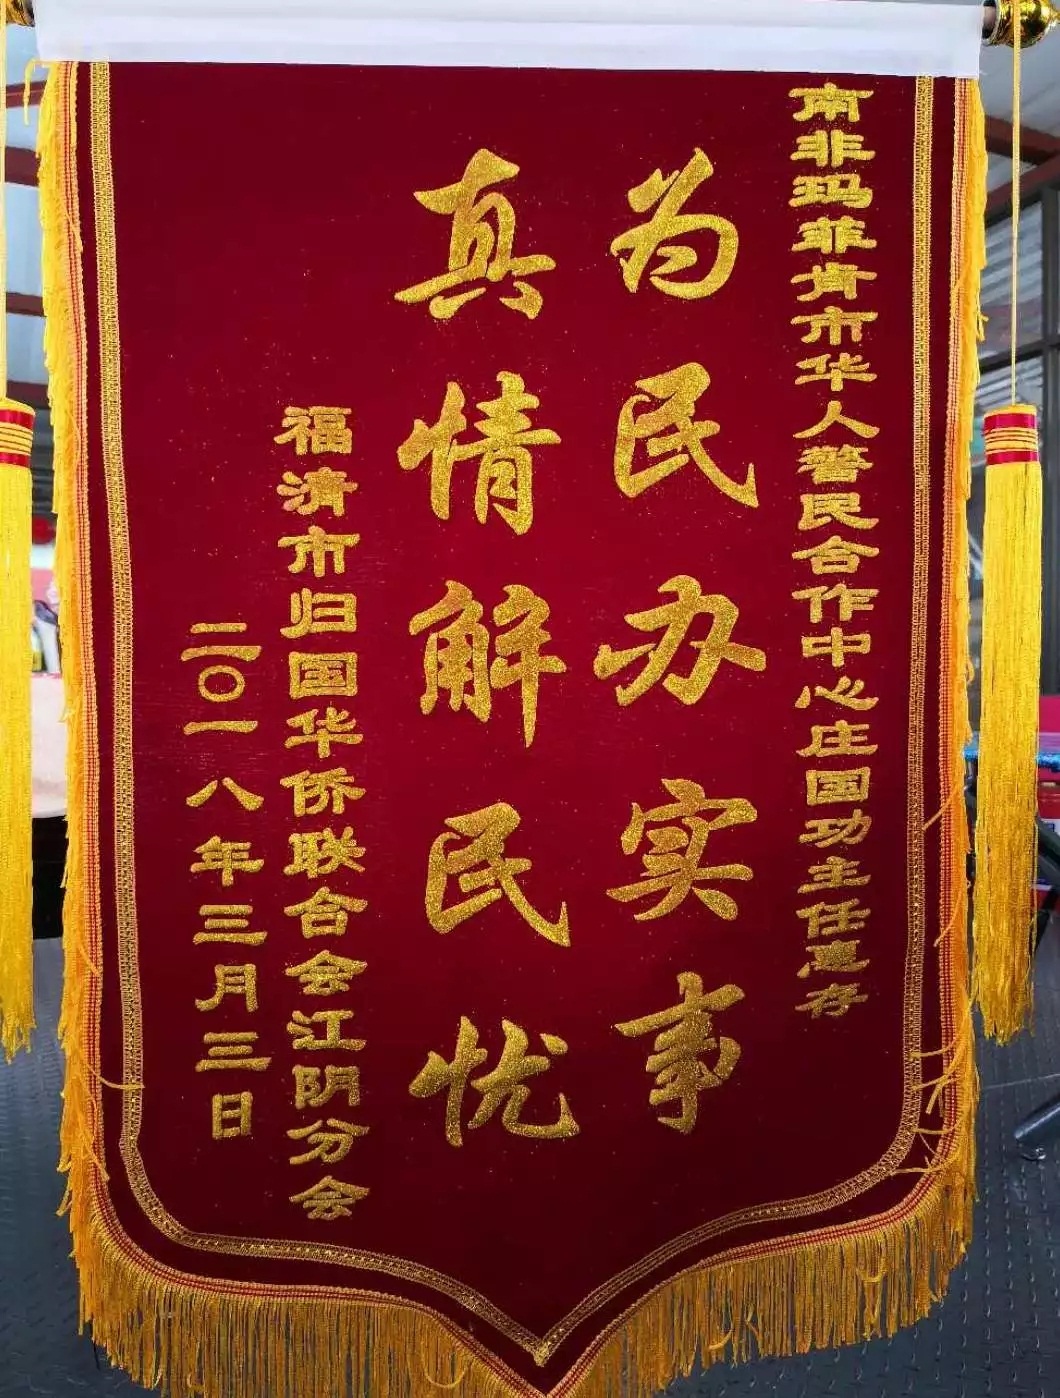 南非玛菲肯市华人警民合作中心庄国功主任惠存
为民办实事
真情解民忧
福清市归国华侨联合会江阴分会
二〇一八年三月三日